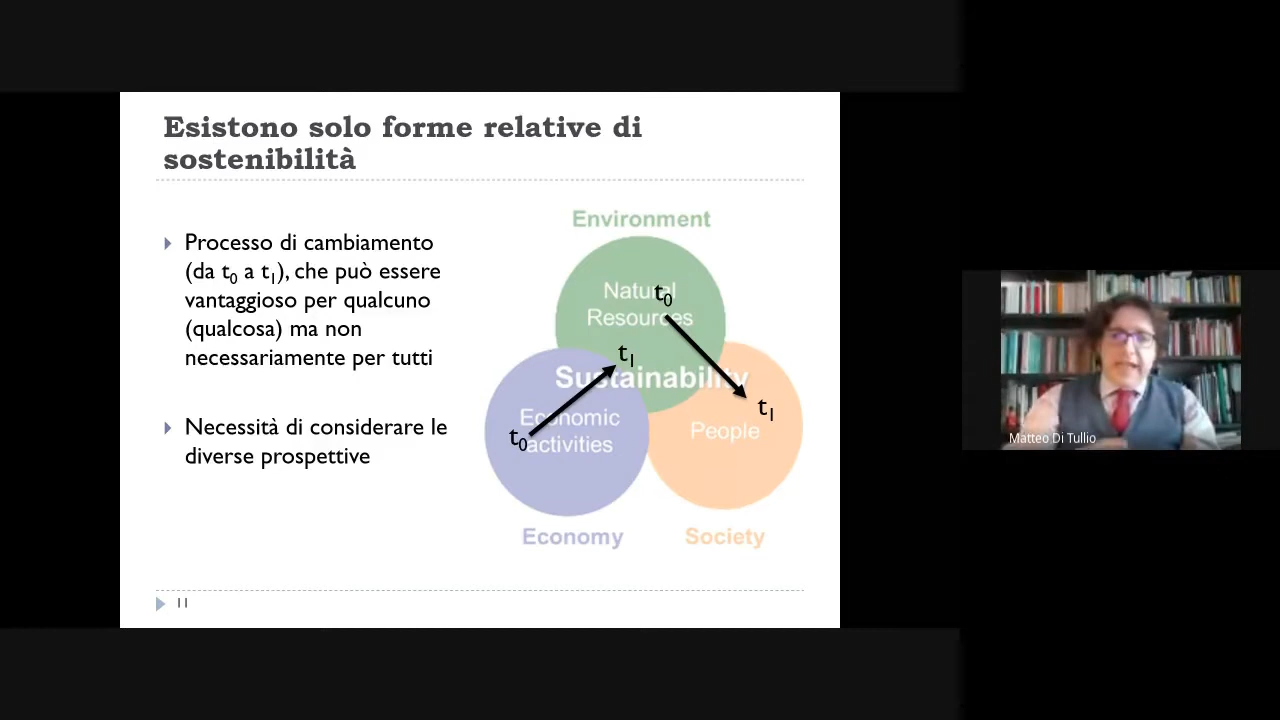 Esistono solo forme relative di
sostenibilità
Processo di cambiamento
(da t0 a t1), che può essere
vantaggioso per qualcuno
(qualcosa) ma non
necessariamente per tutti
Necessità di considerare le
diverse prospettive
Environment
Natural
Resources
t0
t1
Sustainability
t1
Economic
activities
t0
People
Economy
Society
11
Matteo Di Tullio